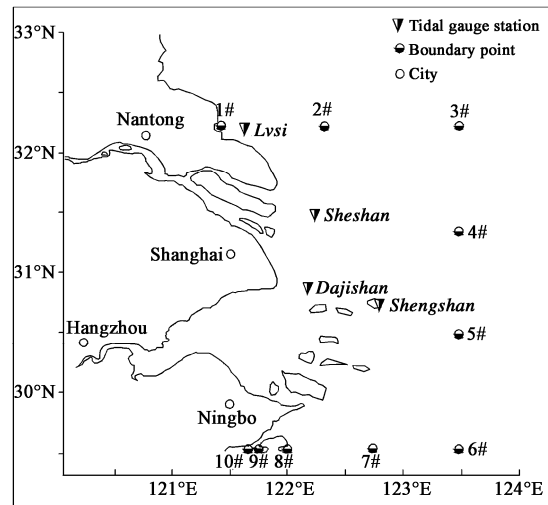 Tidal gauge station
Boundary point
City
33°N
1#
2#
3#
Nantong
Lvsi
32°N
Sheshan
4#
Shanghai
31°N
Dajishan
Shengshan
Hangzhou
5#
30°N
Ningbo
10#
9#
8#
7#
6#
121°E
122°E
123°E
124°E